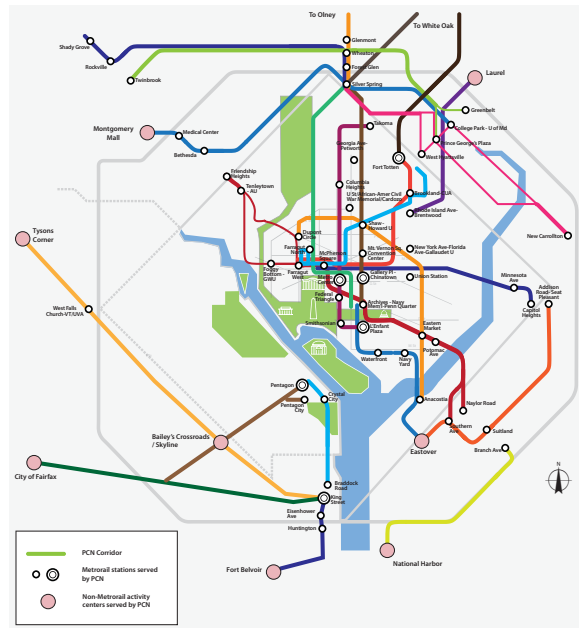 To Olney
To White Oak
Glenmont
Shady Grove
Wheaton
Rockville
Forest Glen
Twinbrook
Silver Spring
Laurel
Greenbelt
Montgomery
Mall
Medical Center
Bethesda
Takoma
College Park - U of Md
Georgia Ave-
Petworth
Prince George's Plaza
Fort Totten
West Hyattsville
Friendship
Heights
Tenleytown
- AU
Columbia
Heights
Brookland-CUA
U St/African-Amer Civil
War Memorial/Cardozo
Rhode Island Ave-
Brentwood
Shaw-
Howard U
New Carrollton
Tysons
Corner
Dupont
Circle
Farragut
North
McPherson
Square
Mt. Vernon Sq
Convention
Center
New York Ave-Florida
Ave-Gallaudet U
Foggy
Bottom-
GWU
Farragut
West
Metro
Center
Gallery Pl -
Chinatown
Union Station
Minnesota
Ave
Addison
Road/ Seat
Pleasant
Capitol
Heights
Federal
Triangle
Archives - Navy
Mem'l-Penn Quarter
West Falls
Church-VT/UVA
Smithsonian
L'Enfant
Plaza
Eastern
Market
Potomac
Ave
Waterfront
Navy
Yard
Pentagon
Pentagon
City
Crystal
City
Anacostia
Naylor Road
Southern
Ave
Suitland
Bailey's Crossroads
/ Skyline
Eastover
Branch Ave
City of Fairfax
Braddock
Road
King
Street
Eisenhower
Ave
Huntington
N
Fort Belvoir
National Harbor
PCN Corridor
Metrorail stations served
by PCN
Non-Metrorail activity
centers served by PCN